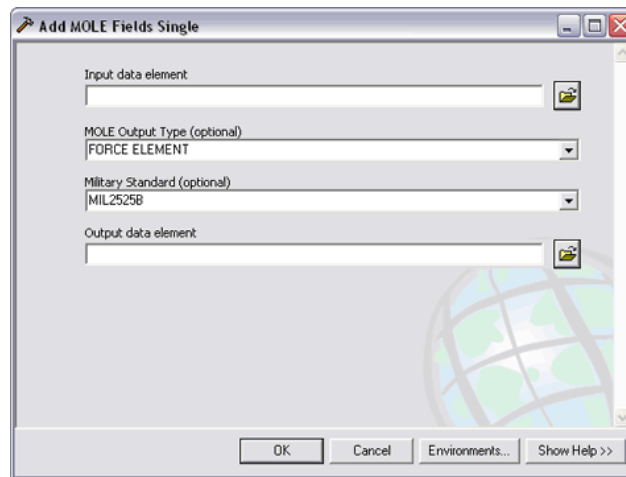 Add MOLE Fields Single
Input data element
MOLE Output Type (optional)
FORCE ELEMENT
Military Standard (optional)
MIL2525B
Output data element
OK Cancel Environments... Show Help >>